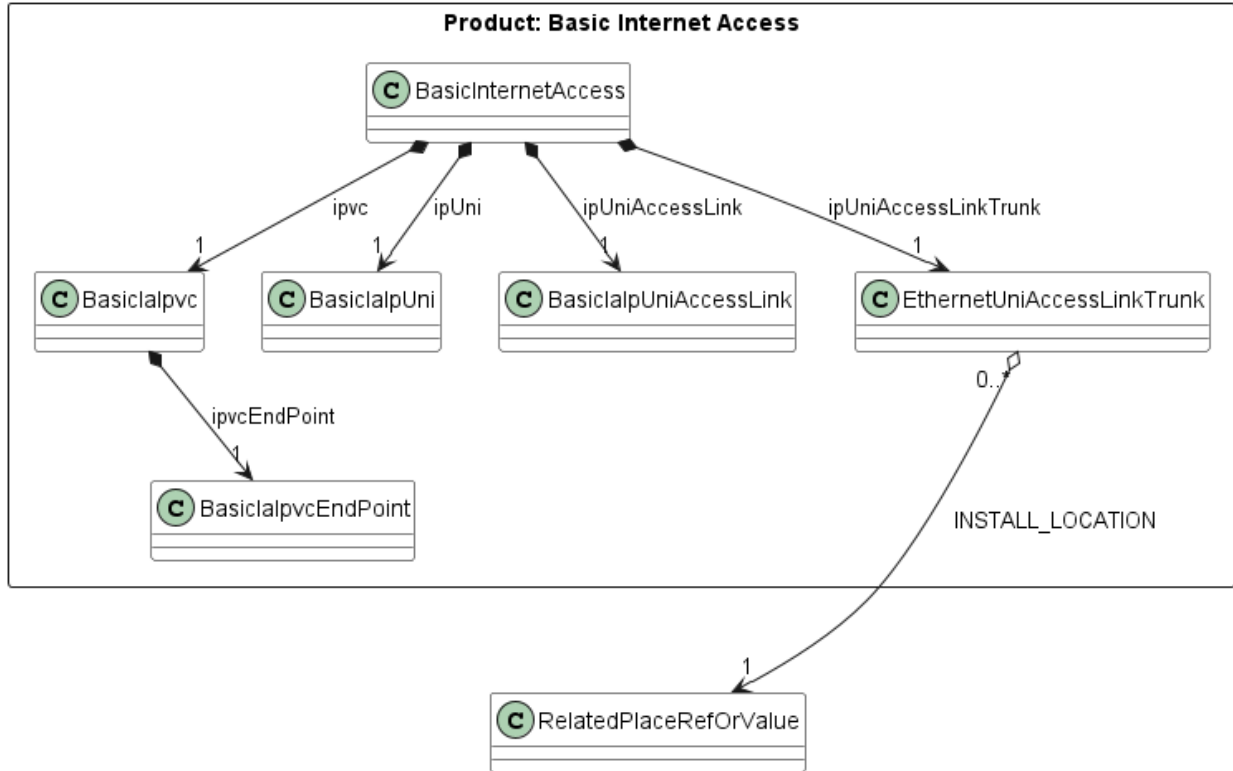 Product: Basic Internet Access
C BasicInternetAccess
ipvc
ipUni
ipUniAccessLink
ipUniAccessLinkTrunk
1
1
1
1
C BasicIaIpvc
C BasicIaIpUni
C BasicIaIpUniAccessLink
C EthernetUniAccessLinkTrunk
0..*
ipvcEndPoint
1
C BasicIaIpvcEndPoint
INSTALL_LOCATION
1
C RelatedPlaceRefOrValue